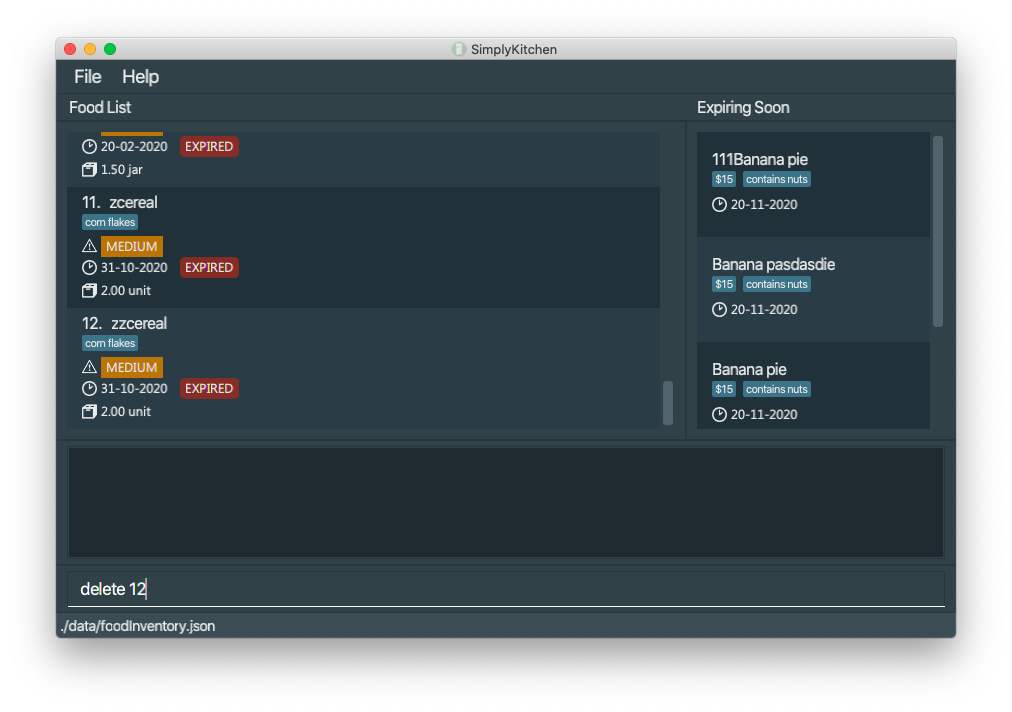 SimplyKitchen
File Help
Food List
20-02-2020 EXPIRED
1.50 jar
11. zcereal
corn flakes
MEDIUM
31-10-2020 EXPIRED
2.00 unit
12. zzcereal
corn flakes
MEDIUM
31-10-2020 EXPIRED
2.00 unit
Expiring Soon
111Banana pie
$15 contains nuts
20-11-2020
Banana pasdasdie
$15 contains nuts
20-11-2020
Banana pie
$15 contains nuts
20-11-2020
delete 12
./data/foodInventory.json